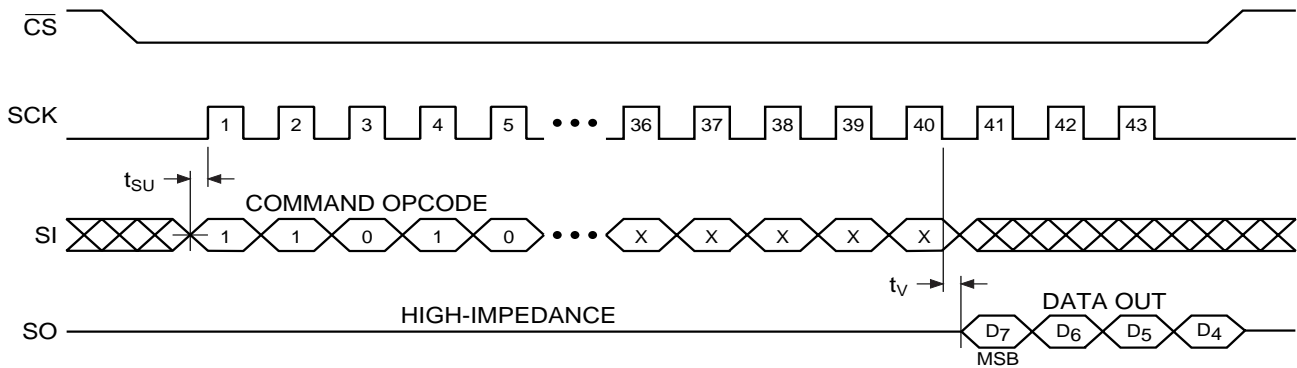 CS
SCK 1 2 3 4 5 ••• 36 37 38 39 40 41 42 43
tSU
COMMAND OPCODE
SI 1 1 0 1 0 ••• X X X X X
tV
HIGH-IMPEDANCE DATA OUT
SO D7 D6 D5 D4
MSB